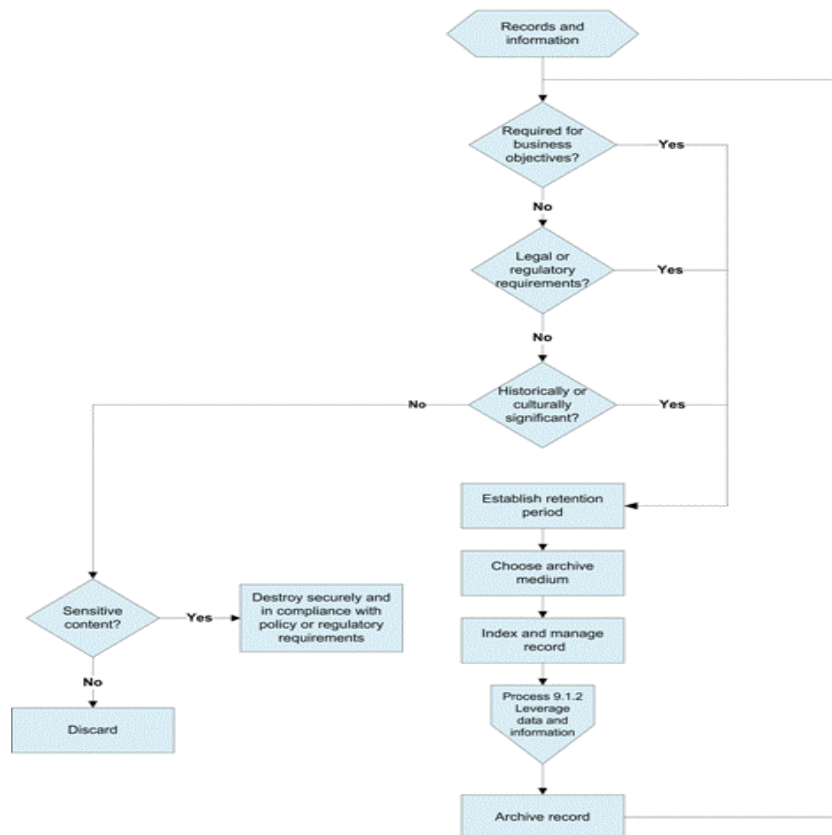 Records and
information
Required for
business
objectives?
Yes
No
Legal or
regulatory
requirements?
Yes
No
Historically or
culturally
significant?
No
Yes
Establish retention
period
Choose archive
medium
Sensitive
content?
Yes
Destroy securely and
in compliance with
policy or regulatory
requirements
Index and manage
record
No
Discard
Process 9.1.2
Leverage
data and
information
Archive record